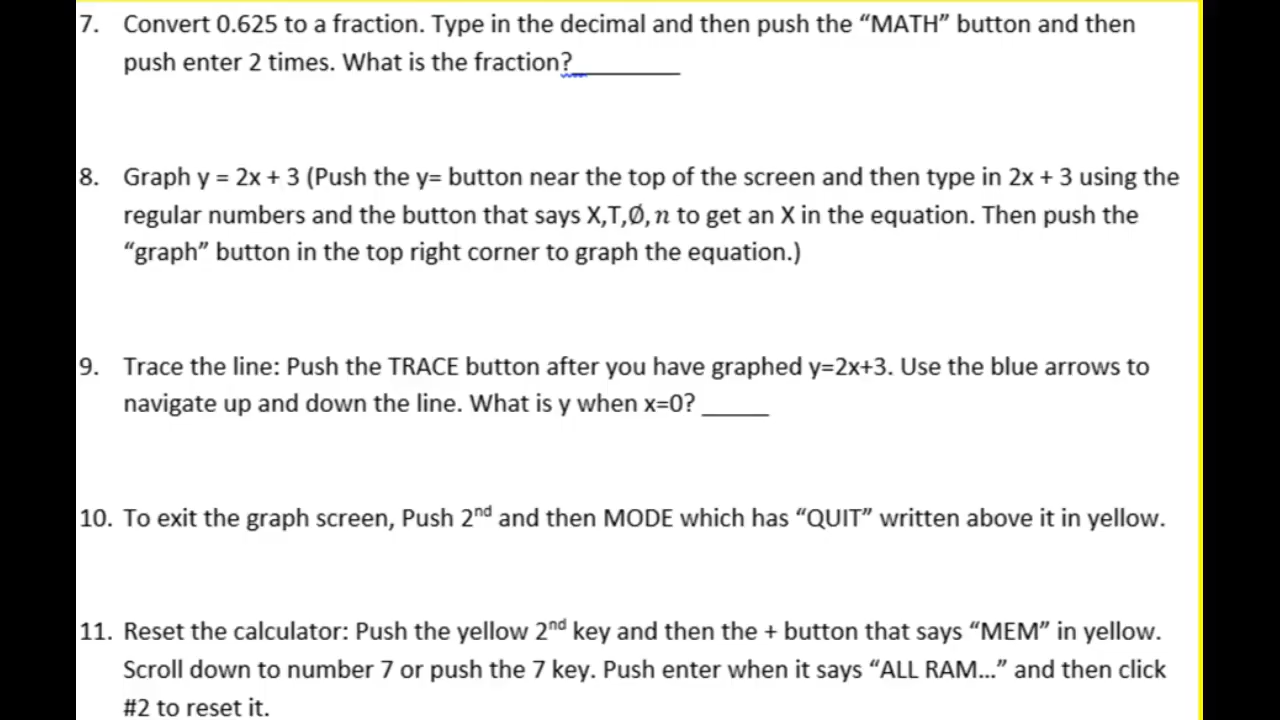 7. Convert 0.625 to a fraction. Type in the decimal and then push the “MATH” button and then
push enter 2 times. What is the fraction?________
8. Graph y = 2x + 3 (Push the y= button near the top of the screen and then type in 2x + 3 using the
regular numbers and the button that says X,T,Ø,n to get an X in the equation. Then push the
“graph” button in the top right corner to graph the equation.)
9. Trace the line: Push the TRACE button after you have graphed y=2x+3. Use the blue arrows to
navigate up and down the line. What is y when x=0? _____
10. To exit the graph screen, Push 2nd and then MODE which has “QUIT” written above it in yellow.
11. Reset the calculator: Push the yellow 2nd key and then the + button that says “MEM” in yellow.
Scroll down to number 7 or push the 7 key. Push enter when it says “ALL RAM...” and then click
#2 to reset it.